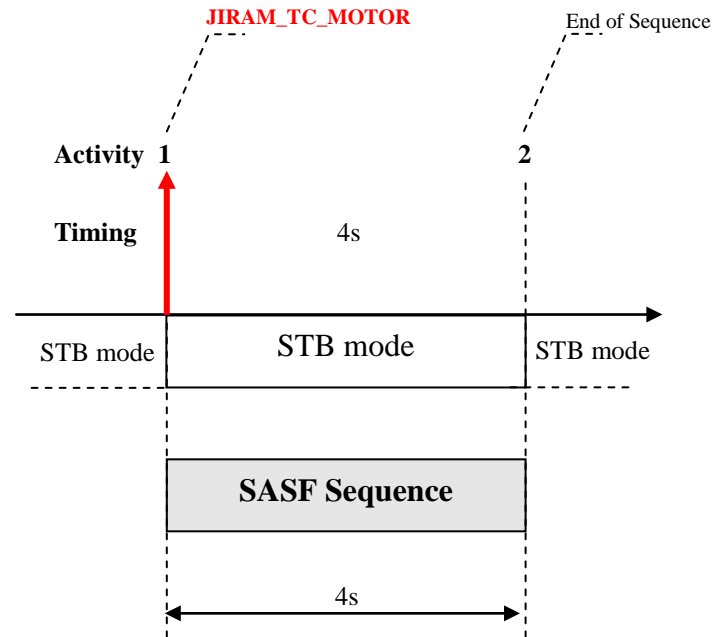 JIRAM_TC_MOTOR
End of Sequence
Activity 1
2
Timing
4s
STB mode
STB mode
STB mode
SASF Sequence
4s